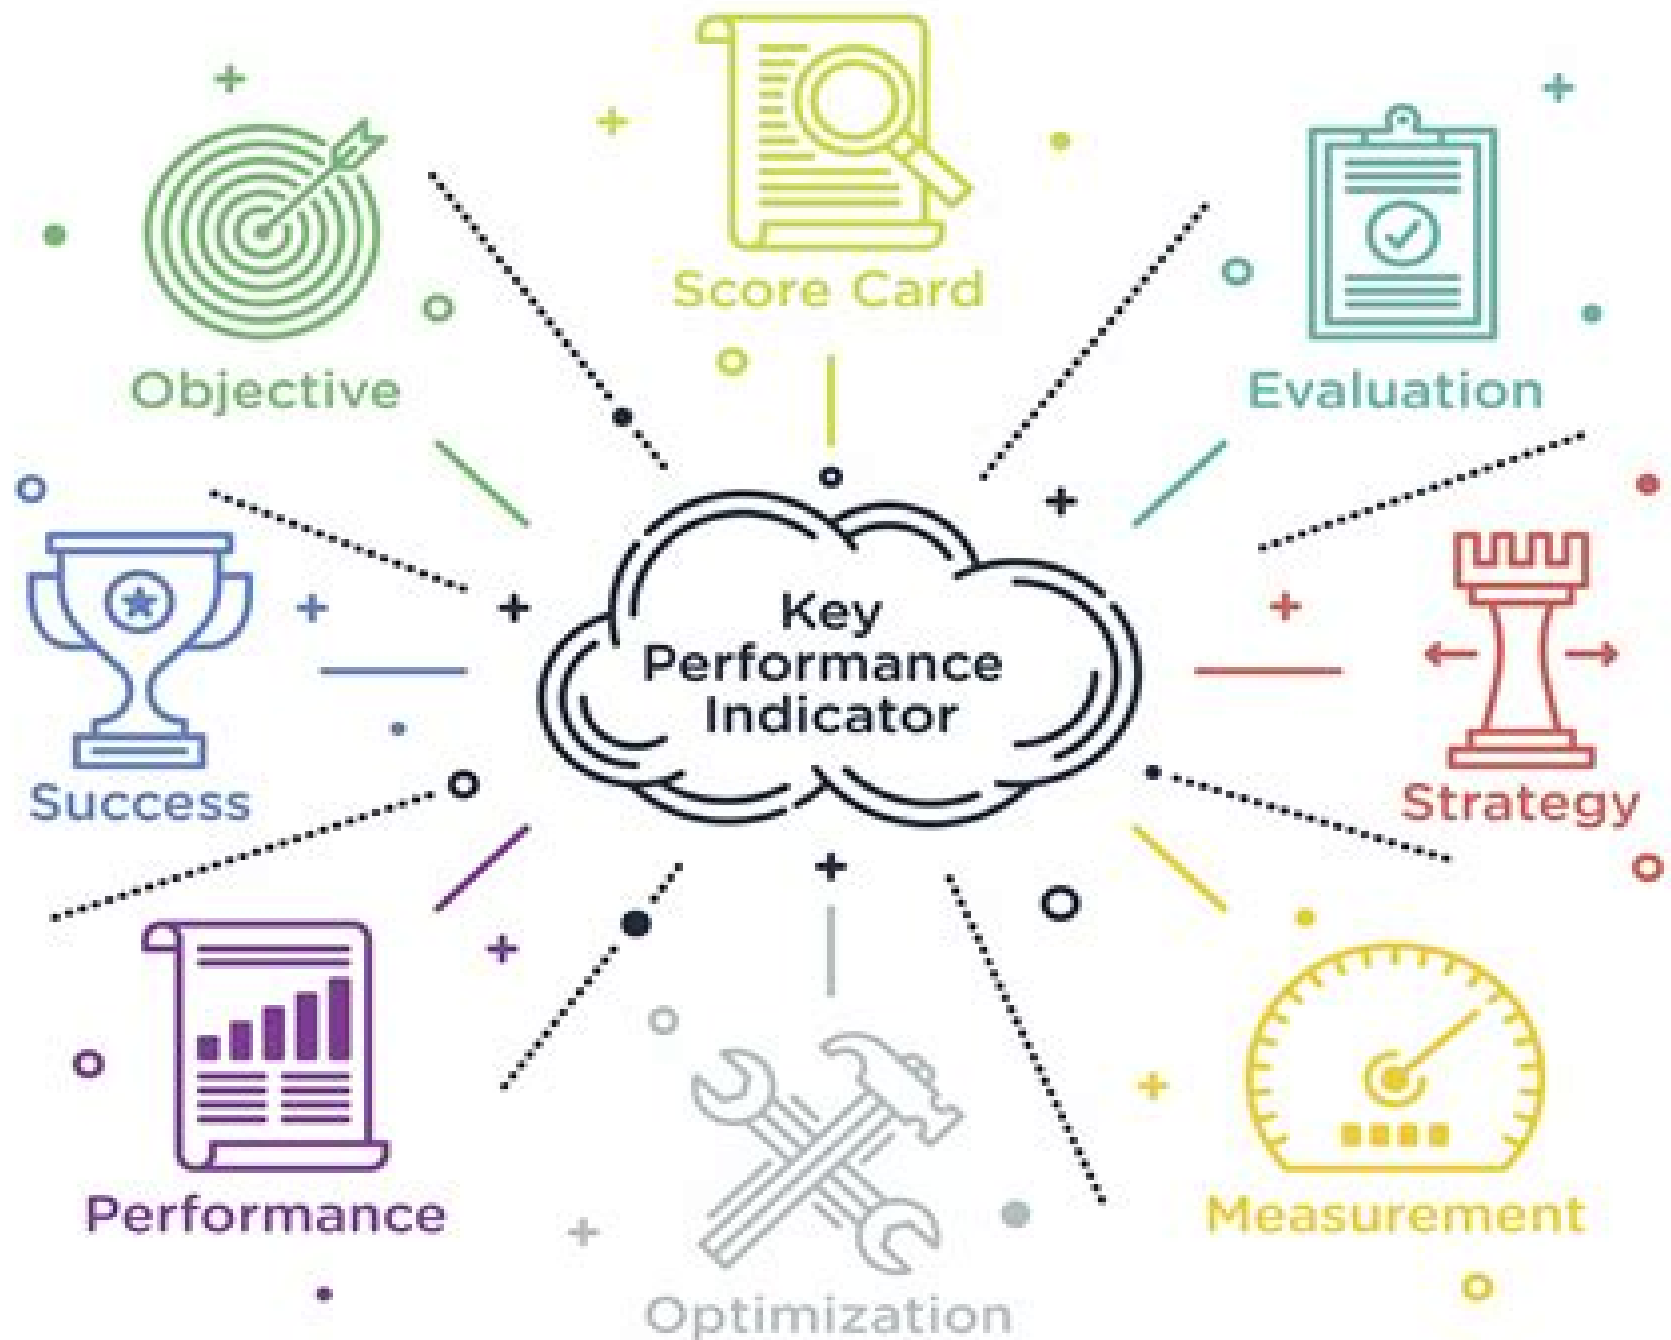 Score Card
Objective
Evaluation
Key
Performance
Indicator
Success
Strategy
Performance
Measurement
Optimization